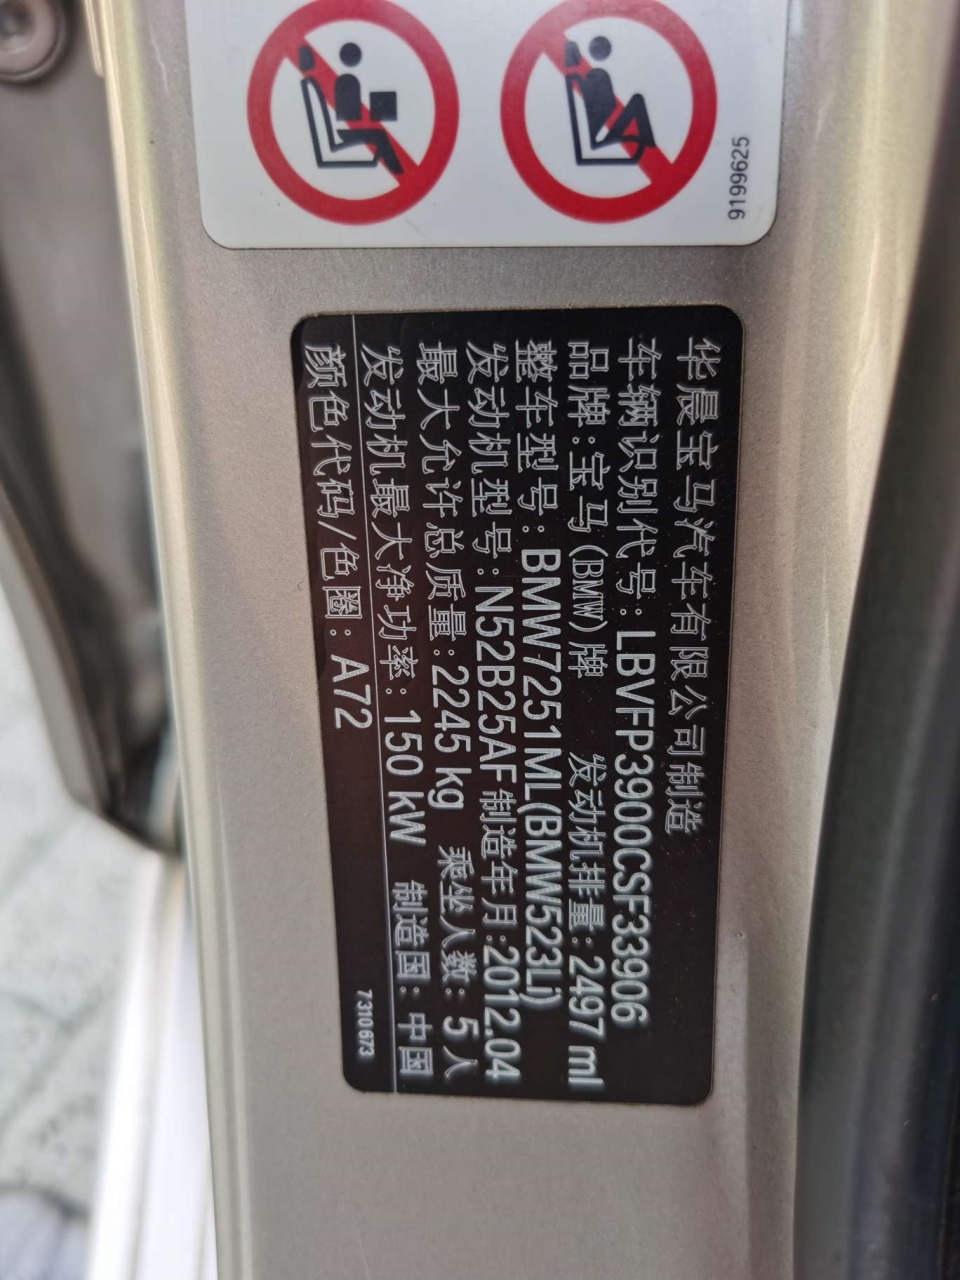 9199625
华晨宝马汽车有限公司制造
车辆识别代号:LBVFP3900CSF33906
品牌:宝马(BMW)牌 发动机排量:2497 ml
整车型号:BMW7251ML(BMW523Li)
发动机型号:N52B25AF 制造年月:2012.04
最大允许总质量:2245 kg 乘坐人数:5人
发动机最大净功率:150 kW 制造国:中国
颜色代码/色圈:A72
7 310 673